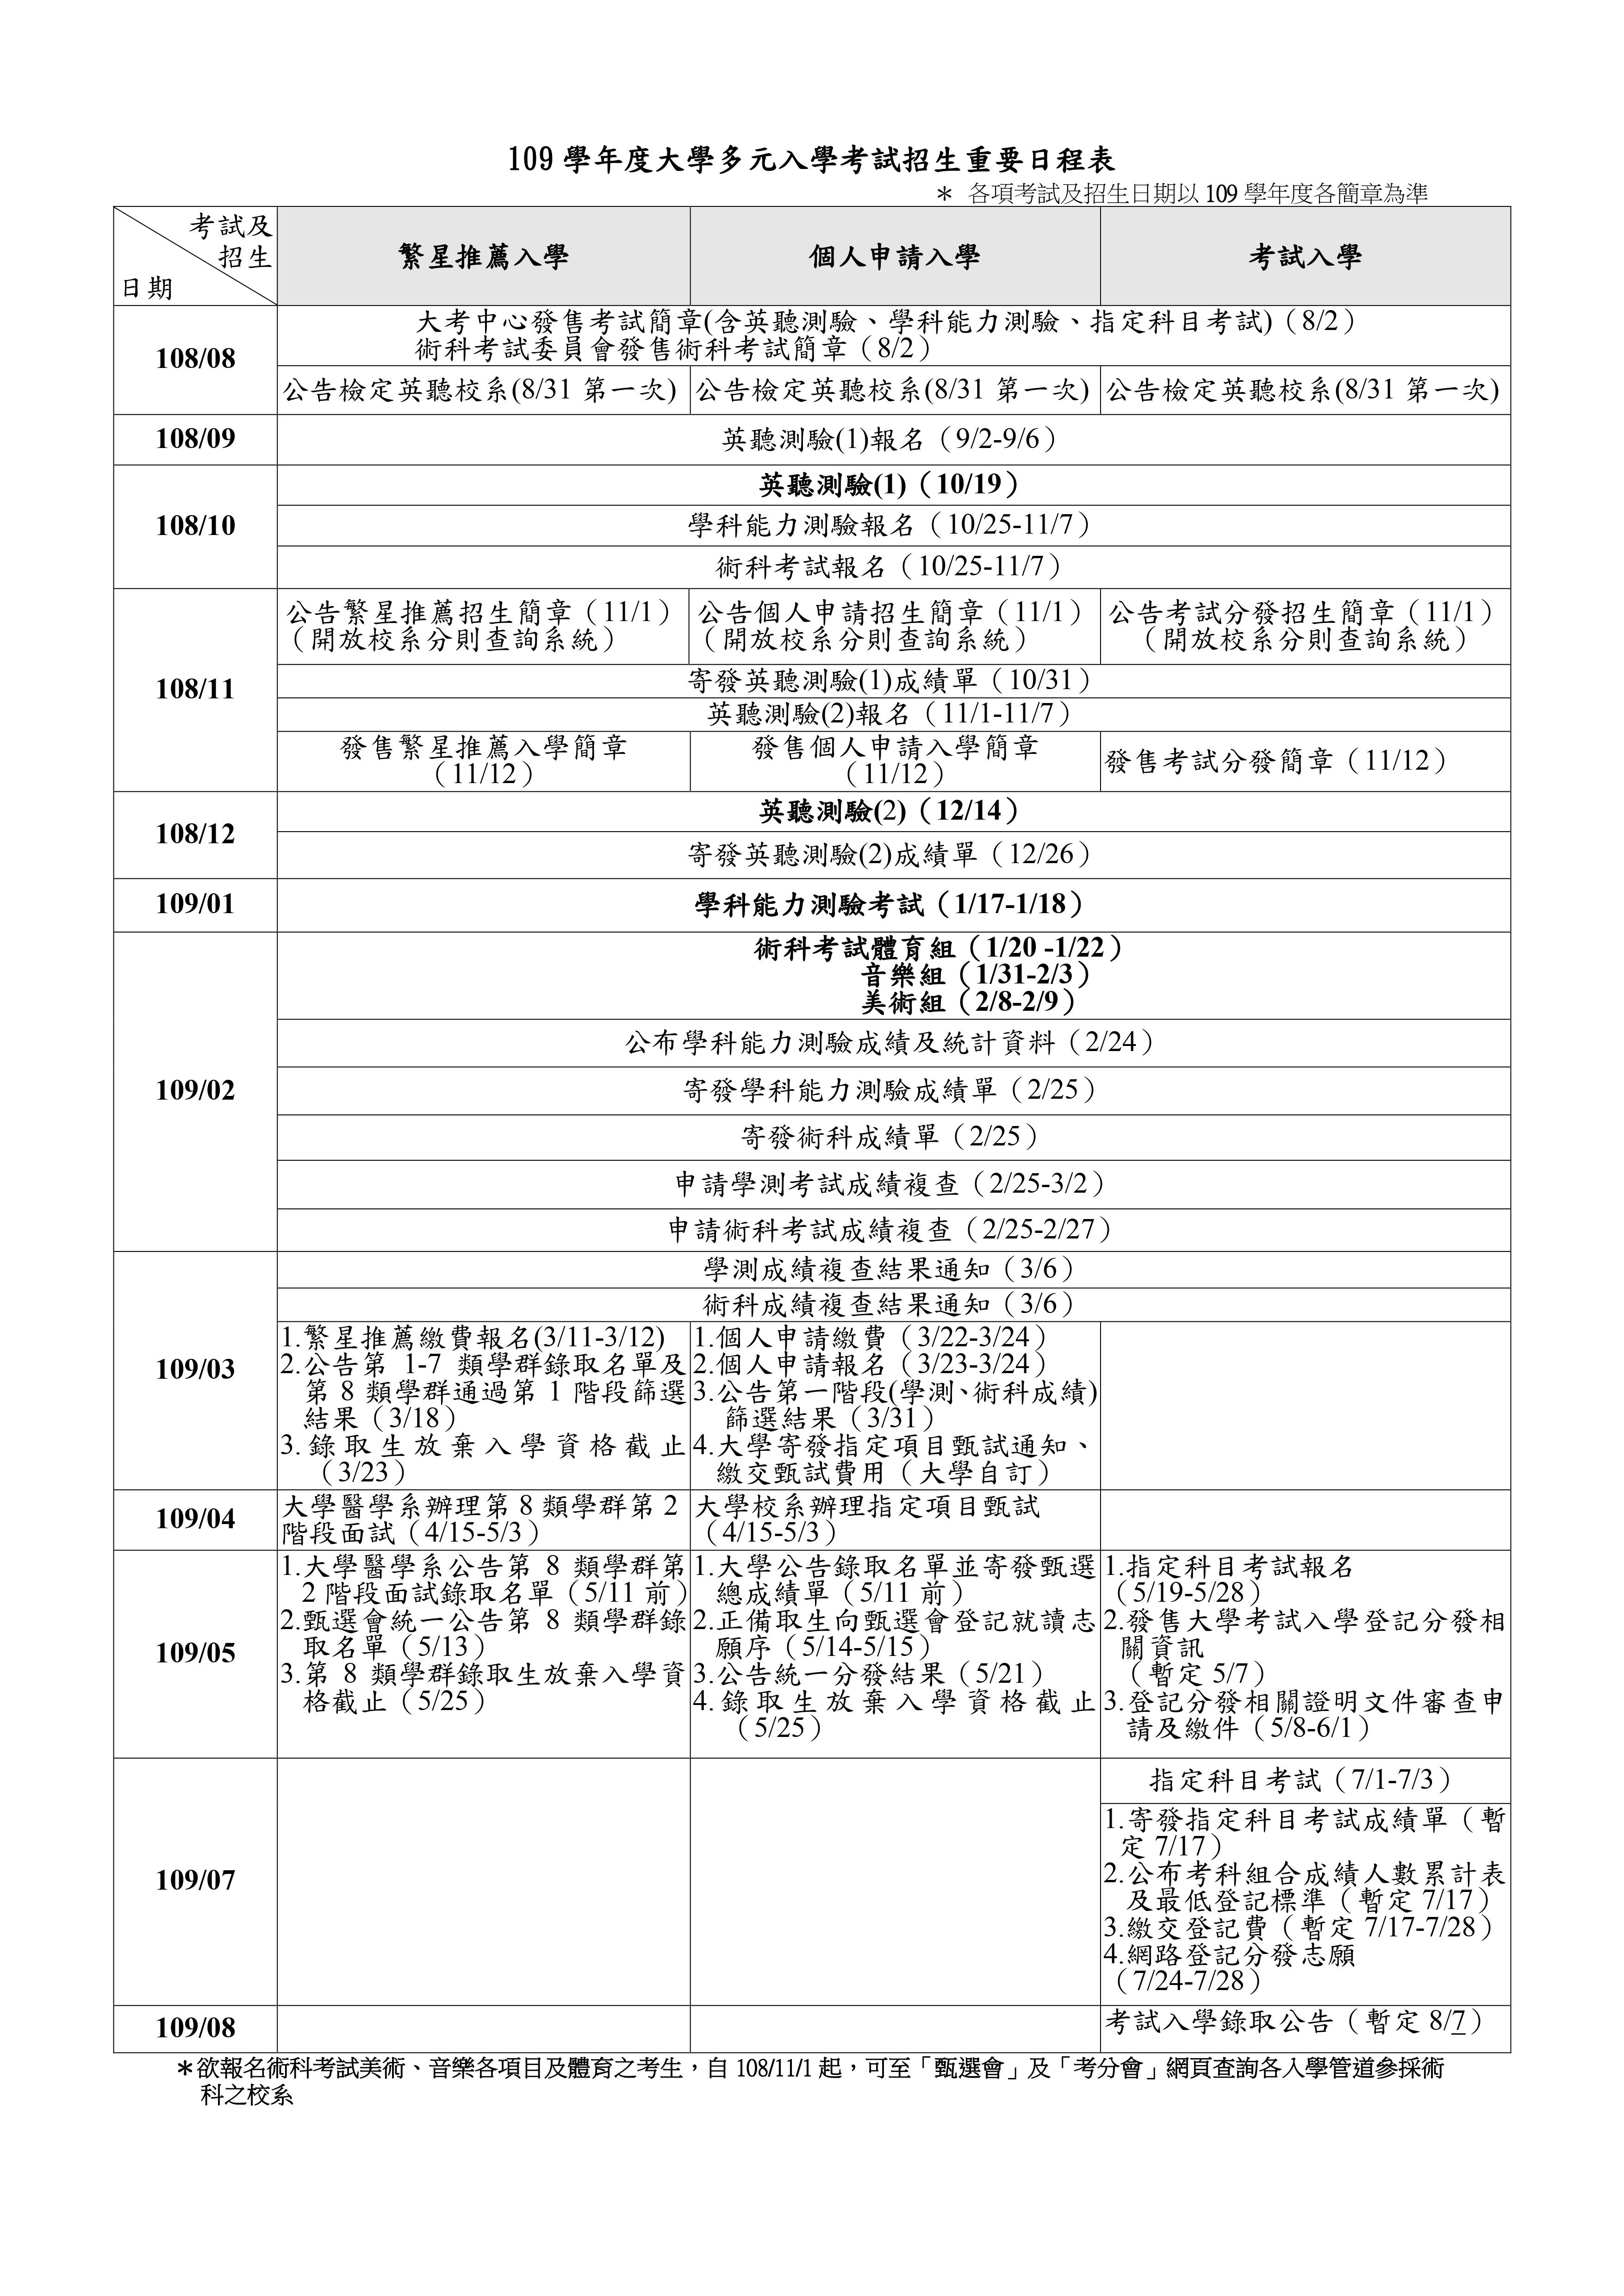 109 學年度大學多元入學考試招生重要日程表
＊ 各項考試及招生日期以 109 學年度各簡章為準
考試及
招生
日期
繁星推薦入學
個人申請入學
考試入學
108/08
大考中心發售考試簡章(含英聽測驗、學科能力測驗、指定科目考試)（8/2）
術科考試委員會發售術科考試簡章（8/2）
公告檢定英聽校系(8/31 第一次)
公告檢定英聽校系(8/31 第一次)
公告檢定英聽校系(8/31 第一次)
108/09
英聽測驗(1)報名（9/2-9/6）
108/10
英聽測驗(1)（10/19）
學科能力測驗報名（10/25-11/7）
術科考試報名（10/25-11/7）
108/11
公告繁星推薦招生簡章（11/1）
（開放校系分則查詢系統）
公告個人申請招生簡章（11/1）
（開放校系分則查詢系統）
公告考試分發招生簡章（11/1）
（開放校系分則查詢系統）
寄發英聽測驗(1)成績單（10/31）
英聽測驗(2)報名（11/1-11/7）
發售繁星推薦入學簡章
（11/12）
發售個人申請入學簡章
（11/12）
發售考試分發簡章（11/12）
108/12
英聽測驗(2)（12/14）
寄發英聽測驗(2)成績單（12/26）
109/01
學科能力測驗考試（1/17-1/18）
109/02
術科考試體育組（1/20 -1/22）
音樂組（1/31-2/3）
美術組（2/8-2/9）
公布學科能力測驗成績及統計資料（2/24）
寄發學科能力測驗成績單（2/25）
寄發術科成績單（2/25）
申請學測考試成績複查（2/25-3/2）
申請術科考試成績複查（2/25-2/27）
109/03
學測成績複查結果通知（3/6）
術科成績複查結果通知（3/6）
1.繁星推薦繳費報名(3/11-3/12)
2.公告第 1-7 類學群錄取名單及
第 8 類學群通過第 1 階段篩選
結果（3/18）
3.錄取生放棄入學資格截止
（3/23）
1.個人申請繳費（3/22-3/24）
2.個人申請報名（3/23-3/24）
3.公告第一階段(學測、術科成績)
篩選結果（3/31）
4.大學寄發指定項目甄試通知、
繳交甄試費用（大學自訂）
109/04
大學醫學系辦理第 8 類學群第 2
階段面試（4/15-5/3）
大學校系辦理指定項目甄試
（4/15-5/3）
109/05
1.大學醫學系公告第 8 類學群第
2 階段面試錄取名單（5/11 前）
2.甄選會統一公告第 8 類學群錄
取名單（5/13）
3.第 8 類學群錄取生放棄入學資
格截止（5/25）
1.大學公告錄取名單並寄發甄選
總成績單（5/11 前）
2.正備取生向甄選會登記就讀志
願序（5/14-5/15）
3.公告統一分發結果（5/21）
4.錄取生放棄入學資格截止
（5/25）
1.指定科目考試報名
（5/19-5/28）
2.發售大學考試入學登記分發相
關資訊
（暫定 5/7）
3.登記分發相關證明文件審查申
請及繳件（5/8-6/1）
109/07
指定科目考試（7/1-7/3）
1.寄發指定科目考試成績單（暫
定 7/17）
2.公布考科組合成績人數累計表
及最低登記標準（暫定 7/17）
3.繳交登記費（暫定 7/17-7/28）
4.網路登記分發志願
（7/24-7/28）
109/08
考試入學錄取公告（暫定 8/7）
＊欲報名術科考試美術、音樂各項目及體育之考生，自 108/11/1 起，可至「甄選會」及「考分會」網頁查詢各入學管道參採術
科之校系